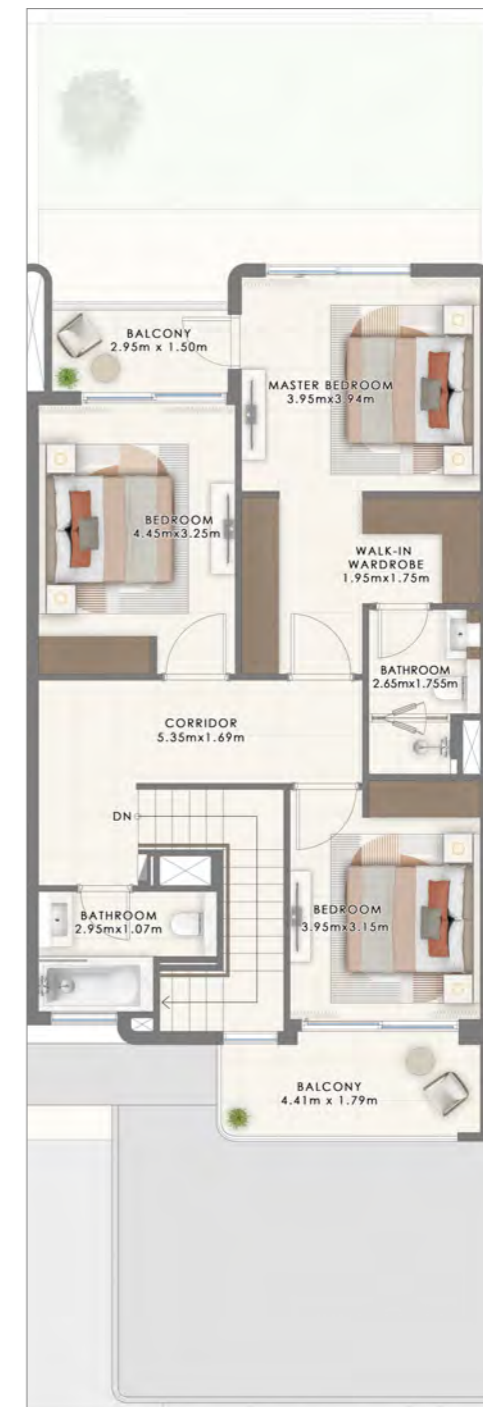 BALCONY
2.95m x 1.50m
MASTER BEDROOM
3.95mx3.94m
BEDROOM
4.45mx3.25m
WALK-IN
WARDROBE
1.95mx1.75m
BATHROOM
2.65mx1.755m
CORRIDOR
5.35mx1.69m
DN
BATHROOM
2.95mx1.07m
BEDROOM
3.95mx3.15m
BALCONY
4.41m x 1.79m